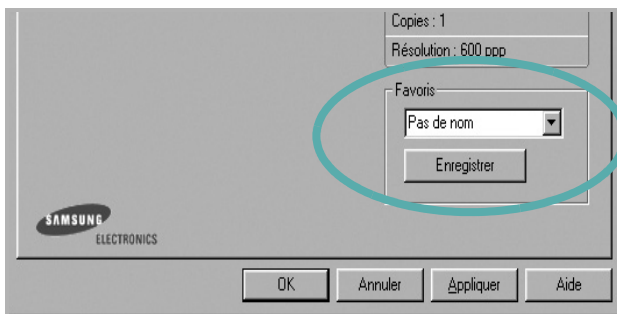 Copies : 1
Résolution : 600 ppp
Favoris
Pas de nom
Enregistrer
SAMSUNG
ELECTRONICS
OK Annuler Appliquer Aide